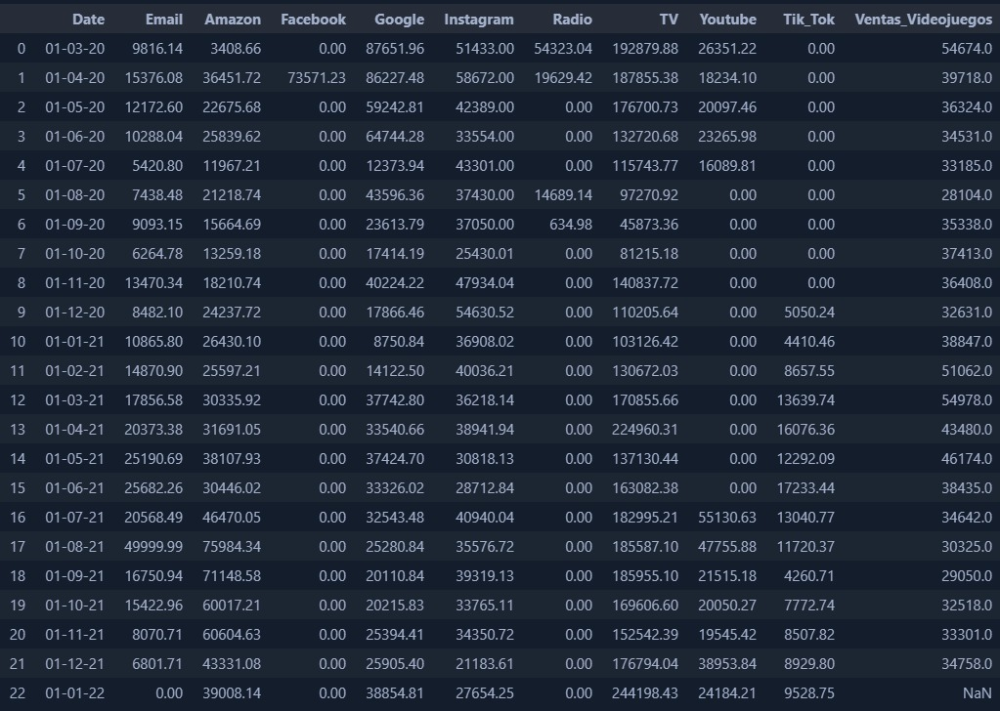 Date Email Amazon Facebook Google Instagram Radio TV Youtube Tik_Tok Ventas_Videojuegos
0 01-03-20 9816.14 3408.66 0.00 87651.96 51433.00 54323.04 192879.88 26351.22 0.00 54674.0
1 01-04-20 15376.08 36451.72 73571.23 86227.48 58672.00 19629.42 187855.38 18234.10 0.00 39718.0
2 01-05-20 12172.60 22675.68 0.00 59242.81 42389.00 0.00 176700.73 20097.46 0.00 36324.0
3 01-06-20 10288.04 25839.62 0.00 64744.28 33554.00 0.00 132720.68 23265.98 0.00 34531.0
4 01-07-20 5420.80 11967.21 0.00 12373.94 43301.00 0.00 115743.77 16089.81 0.00 33185.0
5 01-08-20 7438.48 21218.74 0.00 43596.36 37430.00 14689.14 97270.92 0.00 0.00 28104.0
6 01-09-20 9093.15 15664.69 0.00 23613.79 37050.00 634.98 45873.36 0.00 0.00 35338.0
7 01-10-20 6264.78 13259.18 0.00 17414.19 25430.01 0.00 81215.18 0.00 0.00 37413.0
8 01-11-20 13470.34 18210.74 0.00 40224.22 47934.04 0.00 140837.72 0.00 0.00 36408.0
9 01-12-20 8482.10 24237.72 0.00 17866.46 54630.52 0.00 110205.64 0.00 5050.24 32631.0
10 01-01-21 10865.80 26430.10 0.00 8750.84 36908.02 0.00 103126.42 0.00 4410.46 38847.0
11 01-02-21 14870.90 25597.21 0.00 14122.50 40036.21 0.00 130672.03 0.00 8657.55 51062.0
12 01-03-21 17856.58 30335.92 0.00 37742.80 36218.14 0.00 170855.66 0.00 13639.74 54978.0
13 01-04-21 20373.38 31691.05 0.00 33540.66 38941.94 0.00 224960.31 0.00 16076.36 43480.0
14 01-05-21 25190.69 38107.93 0.00 37424.70 30818.13 0.00 137130.44 0.00 12292.09 46174.0
15 01-06-21 25682.26 30446.02 0.00 33326.02 28712.84 0.00 163082.38 0.00 17233.44 38435.0
16 01-07-21 20568.49 46470.05 0.00 32543.48 40940.04 0.00 182995.21 55130.63 13040.77 34642.0
17 01-08-21 49999.99 75984.34 0.00 25280.84 35576.72 0.00 185587.10 47755.88 11720.37 30325.0
18 01-09-21 16750.94 71148.58 0.00 20110.84 39319.13 0.00 185955.10 21515.18 4260.71 29050.0
19 01-10-21 15422.96 60017.21 0.00 20215.83 33765.11 0.00 169606.60 20050.27 7772.74 32518.0
20 01-11-21 8070.71 60604.63 0.00 25394.41 34350.72 0.00 152542.39 19545.42 8507.82 33301.0
21 01-12-21 6801.71 43331.08 0.00 25905.40 21183.61 0.00 176794.04 38953.84 8929.80 34758.0
22 01-01-22 0.00 39008.14 0.00 38854.81 27654.25 0.00 244198.43 24184.21 9528.75 NaN